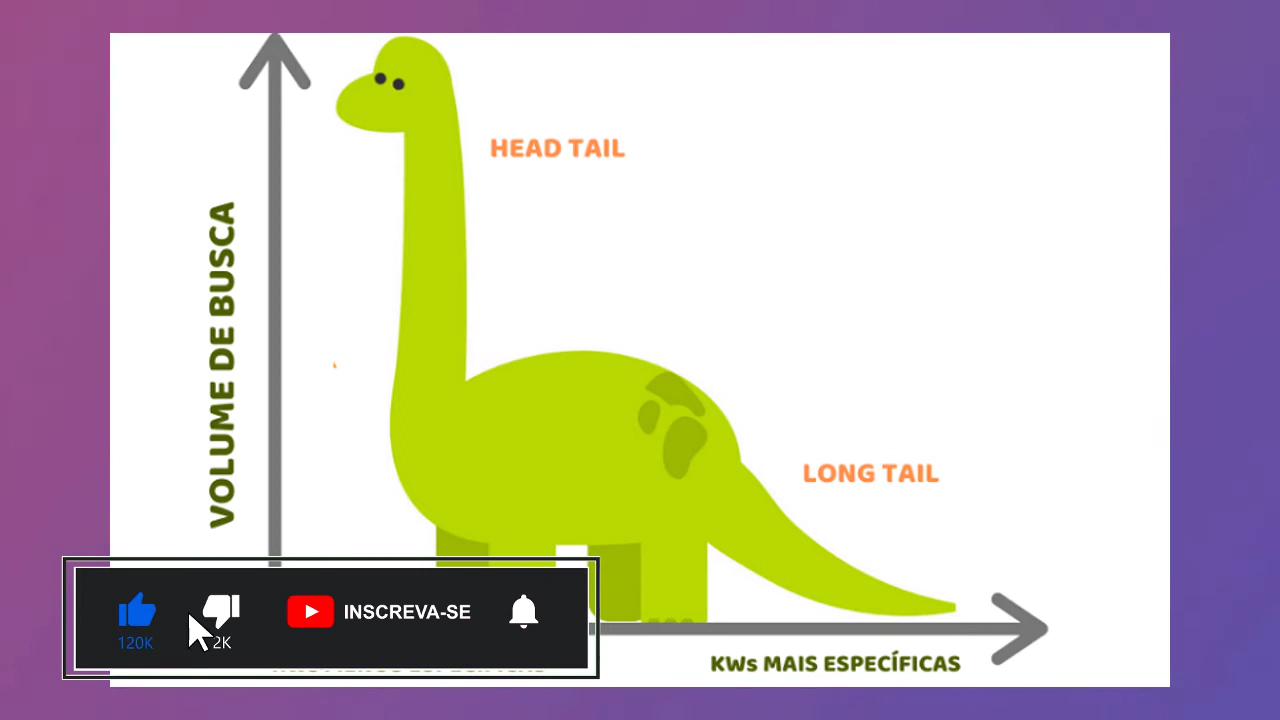 HEAD TAIL
VOLUME DE BUSCA
LONG TAIL
120K
2K
INSCREVA-SE
KWs MAIS ESPECÍFICAS